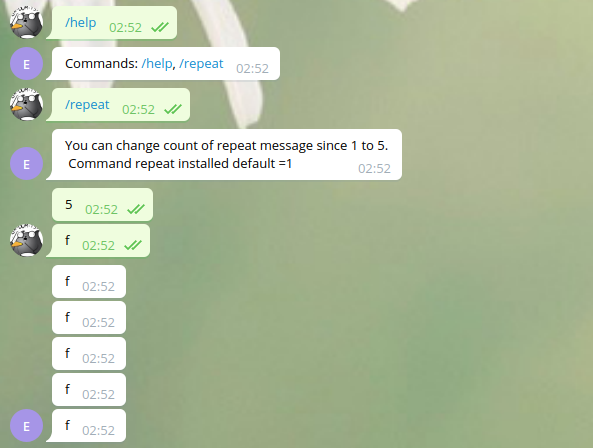 /help 02:52
E
Commands: /help, /repeat 02:52
/repeat 02:52
E
You can change count of repeat message since 1 to 5.
Command repeat installed default =1 02:52
5 02:52
f 02:52
f 02:52
f 02:52
f 02:52
f 02:52
E
f 02:52